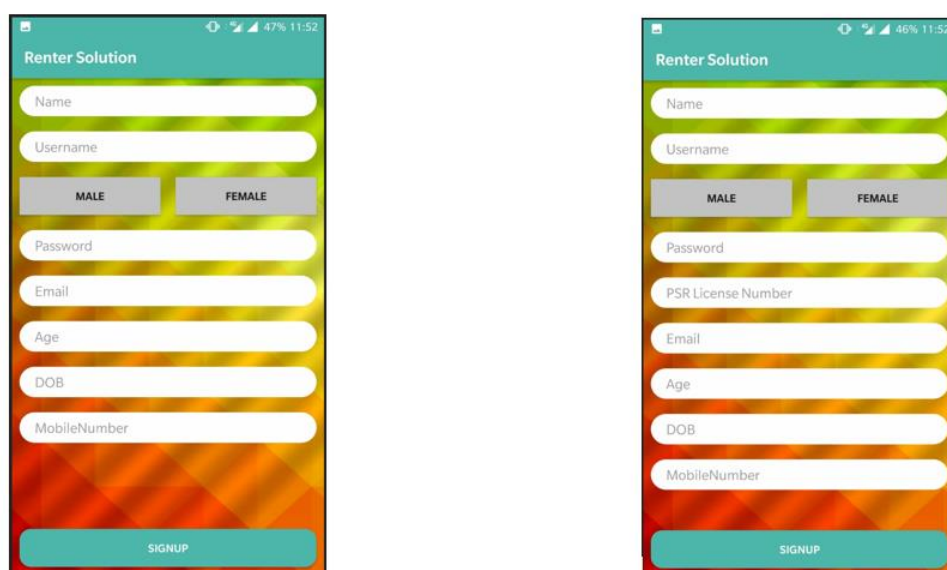 47% 11:52
Renter Solution
Name
Username
MALE FEMALE
Password
Email
Age
DOB
MobileNumber
SIGNUP
46% 11:52
Renter Solution
Name
Username
MALE FEMALE
Password
PSR License Number
Email
Age
DOB
MobileNumber
SIGNUP